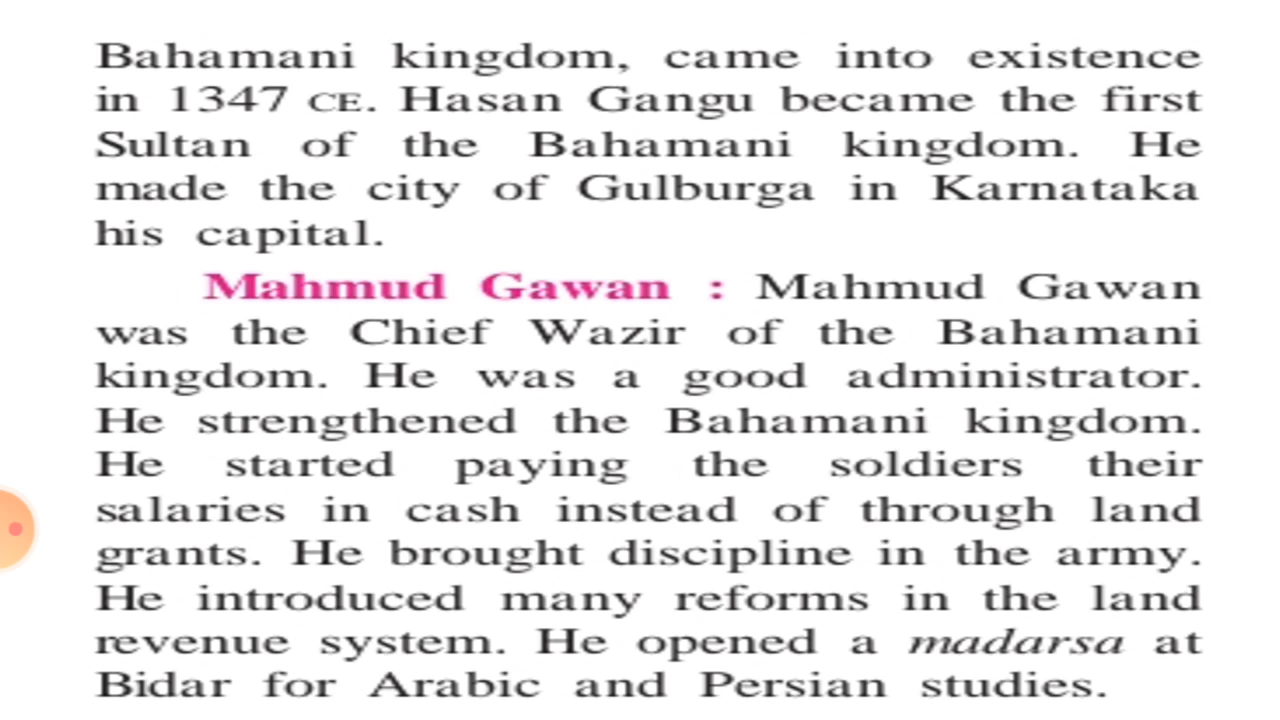 Bahamani kingdom, came into existence
in 1347 CE. Hasan Gangu became the first
Sultan of the Bahamani kingdom. He
made the city of Gulburga in Karnataka
his capital.
Mahmud Gawan : Mahmud Gawan
was the Chief Wazir of the Bahamani
kingdom. He was a good administrator.
He strengthened the Bahamani kingdom.
He started paying the soldiers their
salaries in cash instead of through land
grants. He brought discipline in the army.
He introduced many reforms in the land
revenue system. He opened a madarsa at
Bidar for Arabic and Persian studies.